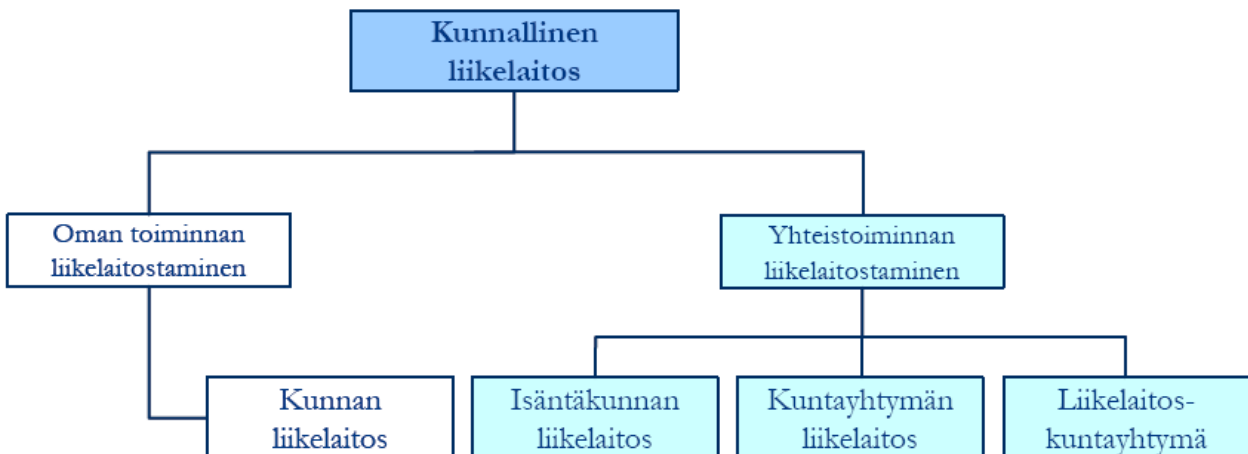 Kunnallinen
liikelaitos
Oman toiminnan
liikelaitostaminen
Yhteistoiminnan
liikelaitostaminen
Kunnan
liikelaitos
Isäntäkunnan
liikelaitos
Kuntayhtymän
liikelaitos
Liikelaitos-
kuntayhtymä